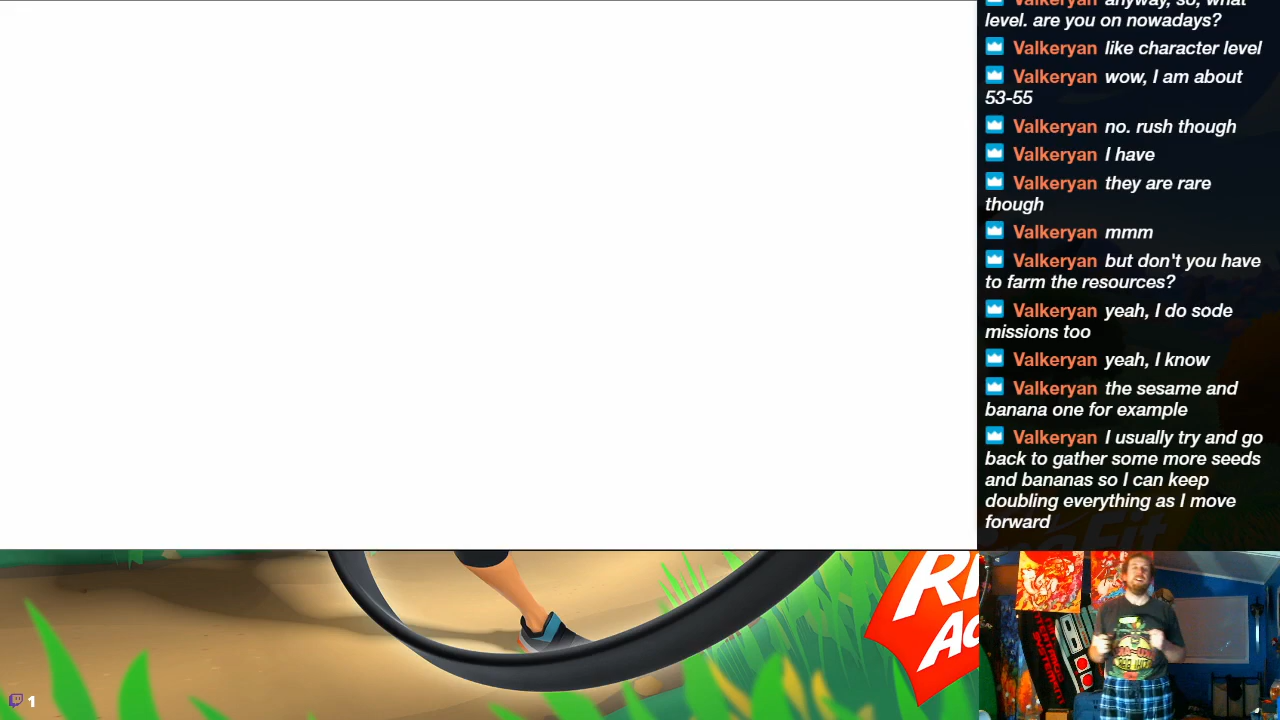 Valkeryan anyway, so, what
level. are you on nowadays?
Valkeryan like character level
Valkeryan wow, I am about
53-55
Valkeryan no. rush though
Valkeryan I have
Valkeryan they are rare
though
Valkeryan mmm
Valkeryan but don't you have
to farm the resources?
Valkeryan yeah, I do sode
missions too
Valkeryan yeah, I know
Valkeryan the sesame and
banana one for example
Valkeryan I usually try and go
back to gather some more seeds
and bananas so I can keep
doubling everything as I move
forward
1